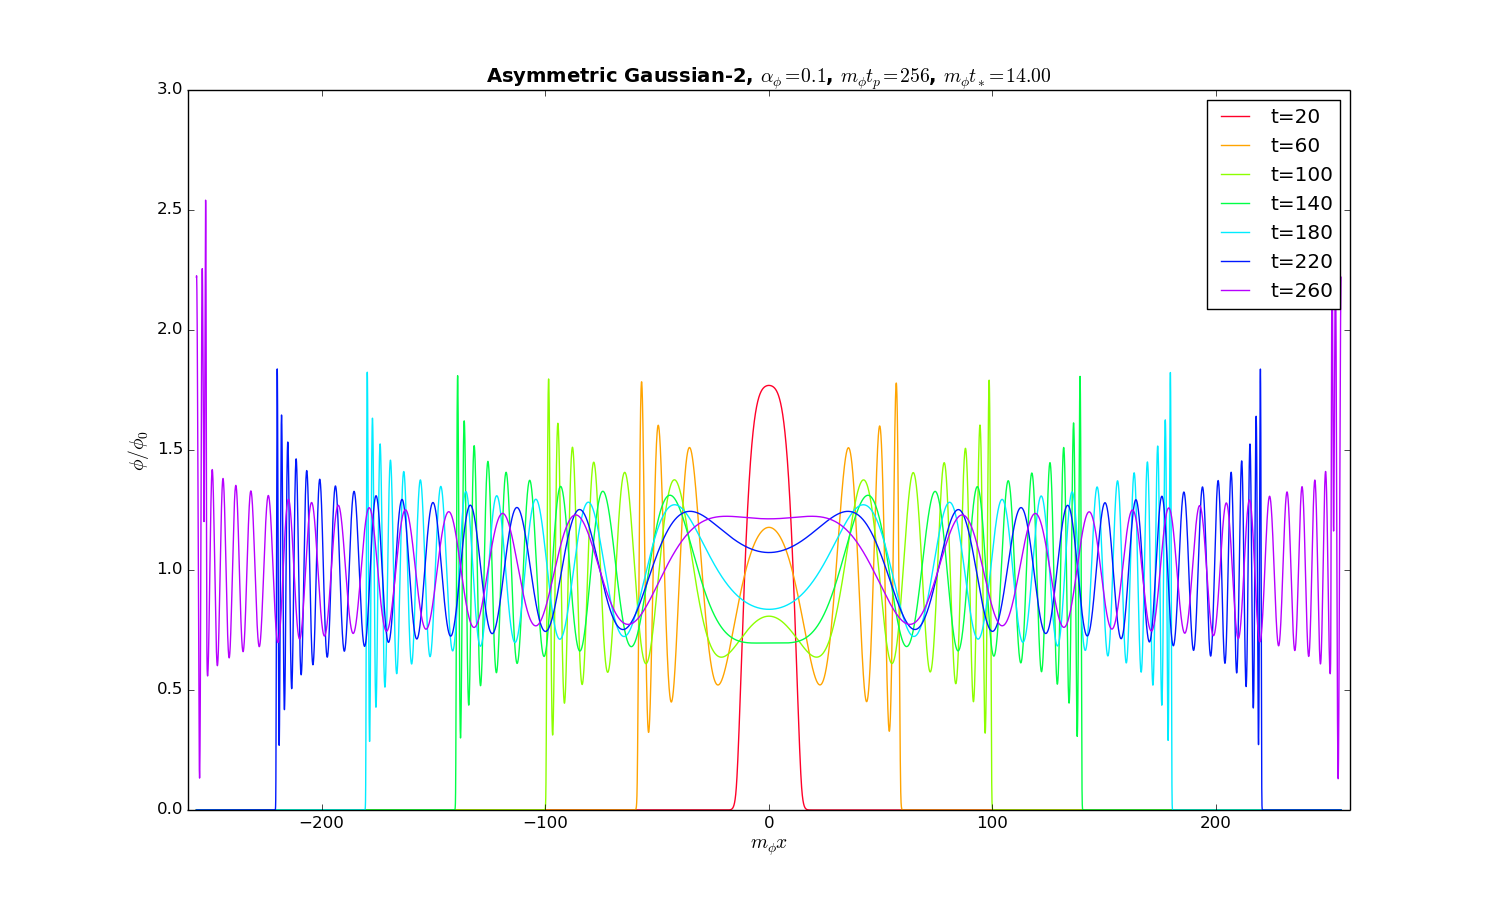 Asymmetric Gaussian-2, αϕ=0.1, mϕtp=256, mϕt∗=14.00
3.0
2.5
2.0
1.5
1.0
0.5
0.0
ϕ/ϕ0
t=20
t=60
t=100
t=140
t=180
t=220
t=260
−200 −100 0 100 200
mϕx